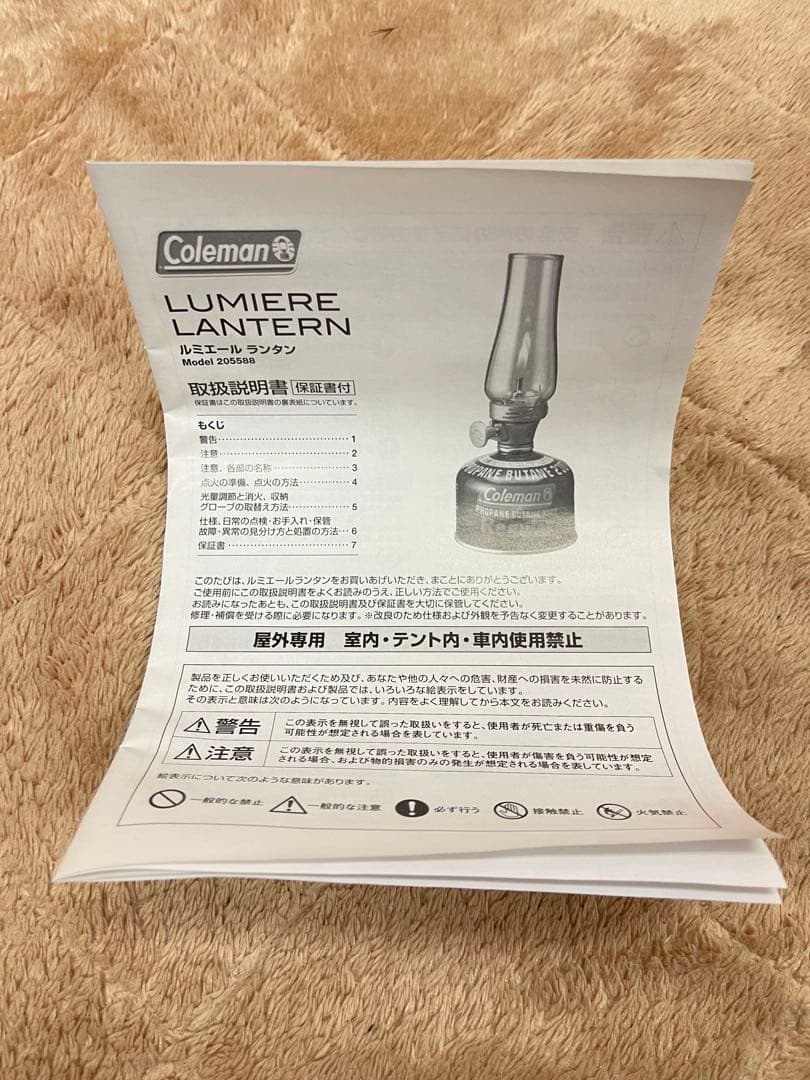 Coleman
LUMIERE
LANTERN
ルミエール ランタン
Model 205588
取扱説明書 保証書付
保証書はこの取扱説明書の裏表紙についています。
もくじ
警告 1
注意 2
注意、各部の名称 3
点火の準備、点火の方法 4
光量調節と消火、収納
グローブの取替え方法 5
仕様、日常の点検・お手入れ・保管
故障・異常の見分け方と処置の方法 6
保証書 7
PROPANE BUTANE
Coleman
PROPANE BUTANE
このたびは、ルミエールランタンをお買いあげいただき、まことにありがとうございます。
ご使用前にこの取扱説明書をよくお読みのうえ、正しい方法でご使用ください。
お読みになったあとも、この取扱説明書及び保証書を大切に保管してください。
修理・補償を受ける際に必要になります。※改良のため仕様および外観を予告なく変更することがあります。
屋外専用 室内・テント内・車内使用禁止
製品を正しくお使いいただくため及び、あなたや他の人々への危害、財産への損害を未然に防止する
ために、この取扱説明書および製品では、いろいろな絵表示をしています。
その表示と意味は次のようになっています。内容をよく理解してから本文をお読みください。
警告 この表示を無視して誤った取扱いをすると、使用者が死亡または重傷を負う
可能性が想定される場合を表しています。
注意 この表示を無視して誤った取扱いをすると、使用者が傷害を負う可能性が想定
される場合、および物的損害のみの発生が想定される場合を表しています。
絵表示について次のような意味があります。
一般的な禁止 一般的な注意 必ず行う 接触禁止 火気禁止